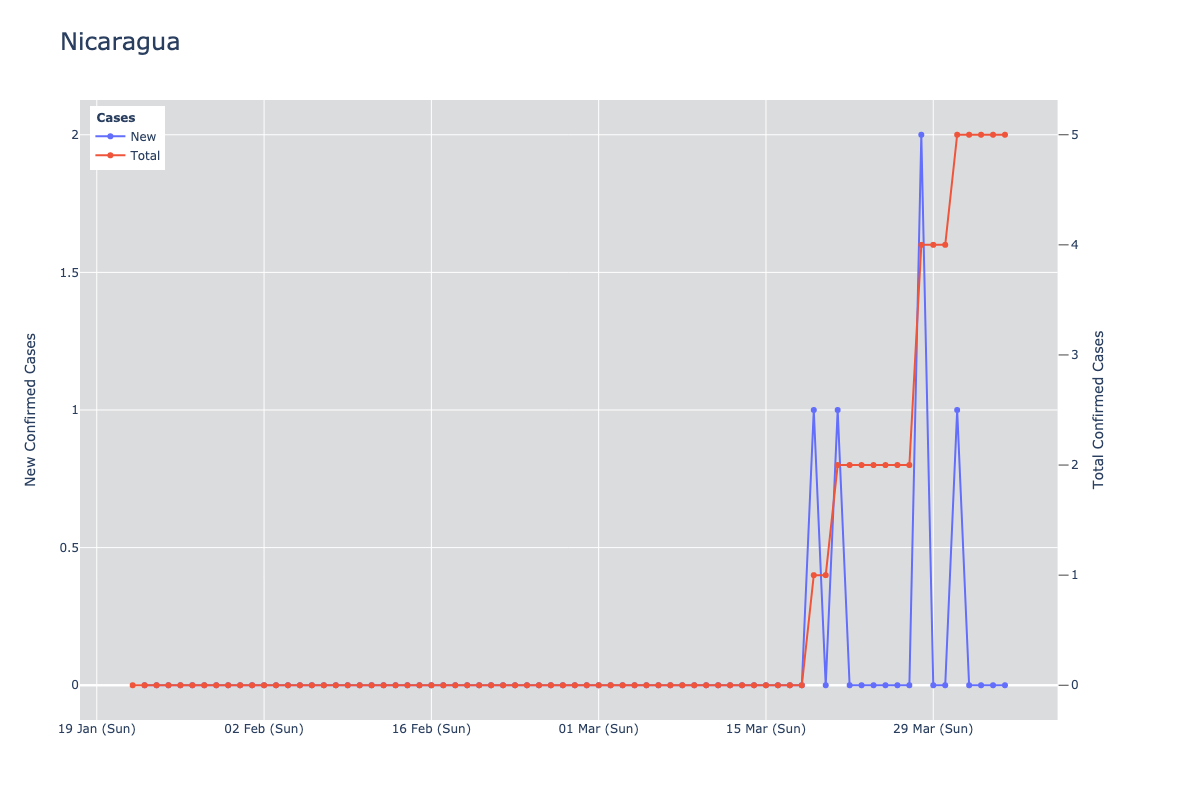 Nicaragua
Cases
New
Total
2
1.5
1
0.5
0
New Confirmed Cases
5
4
3
2
1
0
Total Confirmed Cases
19 Jan (Sun) 02 Feb (Sun) 16 Feb (Sun) 01 Mar (Sun) 15 Mar (Sun) 29 Mar (Sun)